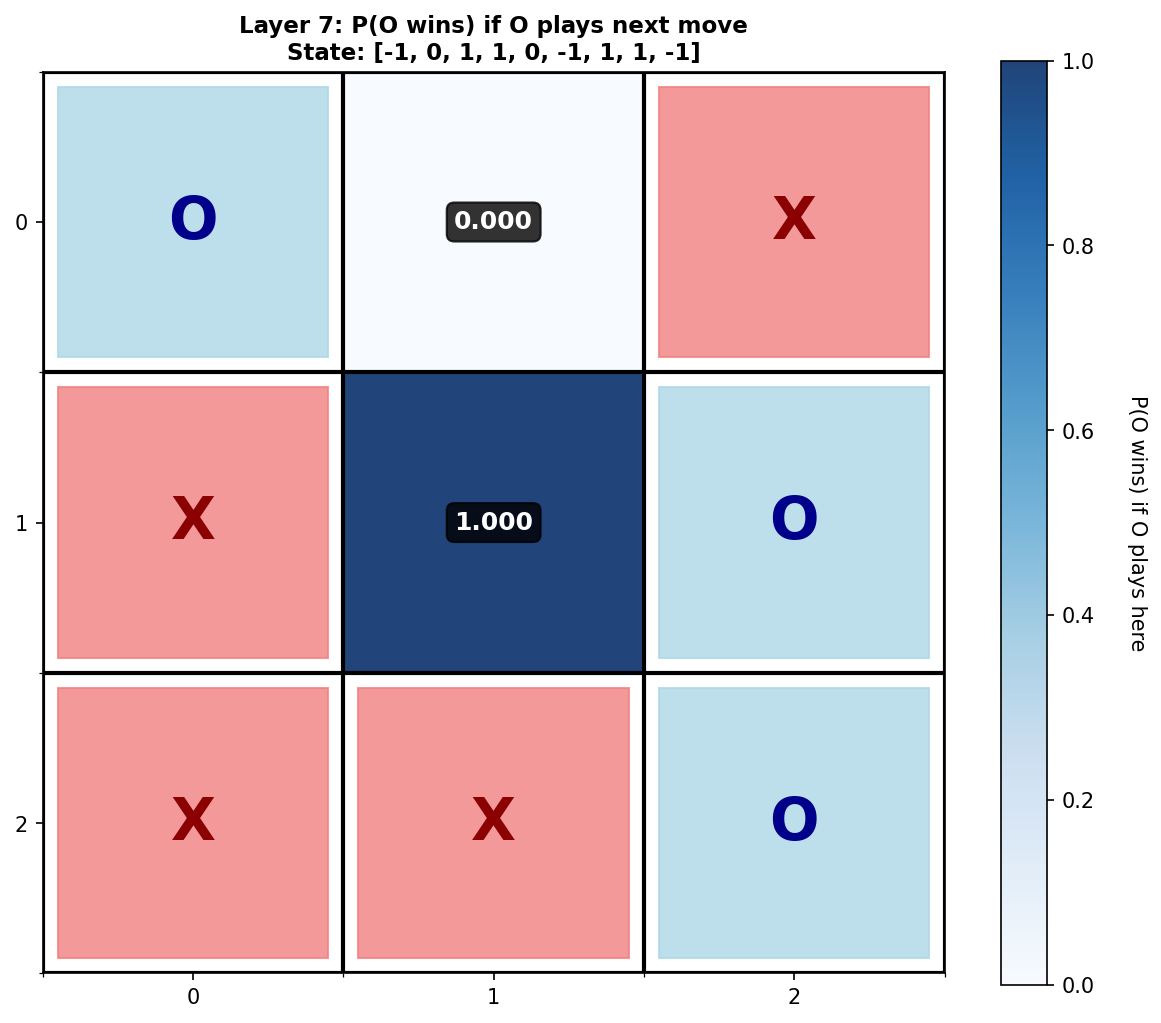 Layer 7: P(O wins) if O plays next move
State: [-1, 0, 1, 1, 0, -1, 1, 1, -1]
0
O
0.000
X
1
X
1.000
O
2
X
X
O
0
1
2
1.0
0.8
0.6
0.4
0.2
0.0
P(O wins) if O plays here